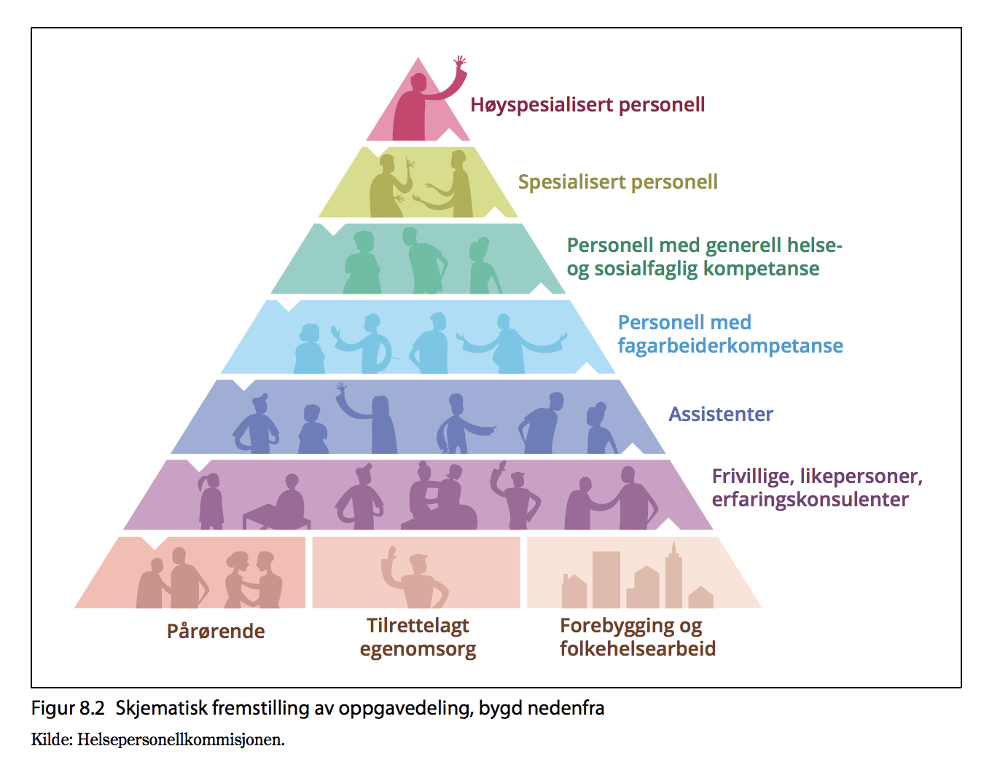 Høyspesialisert personell
Spesialisert personell
Personell med generell helse-
og sosialfaglig kompetanse
Personell med
fagarbeiderkompetanse
Assistenter
Frivillige, likepersoner,
erfaringskonsulenter
Pårørende
Tilrettelagt
egenomsorg
Forebygging og
folkehelsearbeid
Figur 8.2 Skjematisk fremstilling av oppgavedeling, bygd nedenfra
Kilde: Helsepersonellkommisjonen.